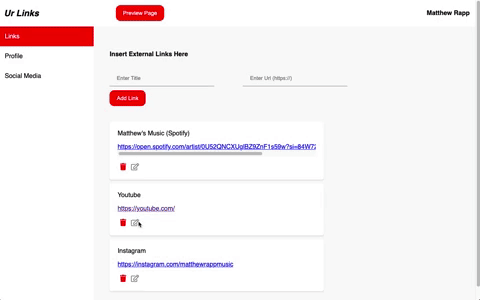 Ur Links
Preview Page
Matthew Rapp
Links
Profile
Social Media
Insert External Links Here
Enter Title
Enter Url (https://)
Add Link
Matthew's Music (Spotify)
https://open.spotify.com/artist/0U52QNCXUglBZ9ZnF1s59w?si=84W7
Youtube
https://youtube.com/
Instagram
https://instagram.com/matthewrappmusic